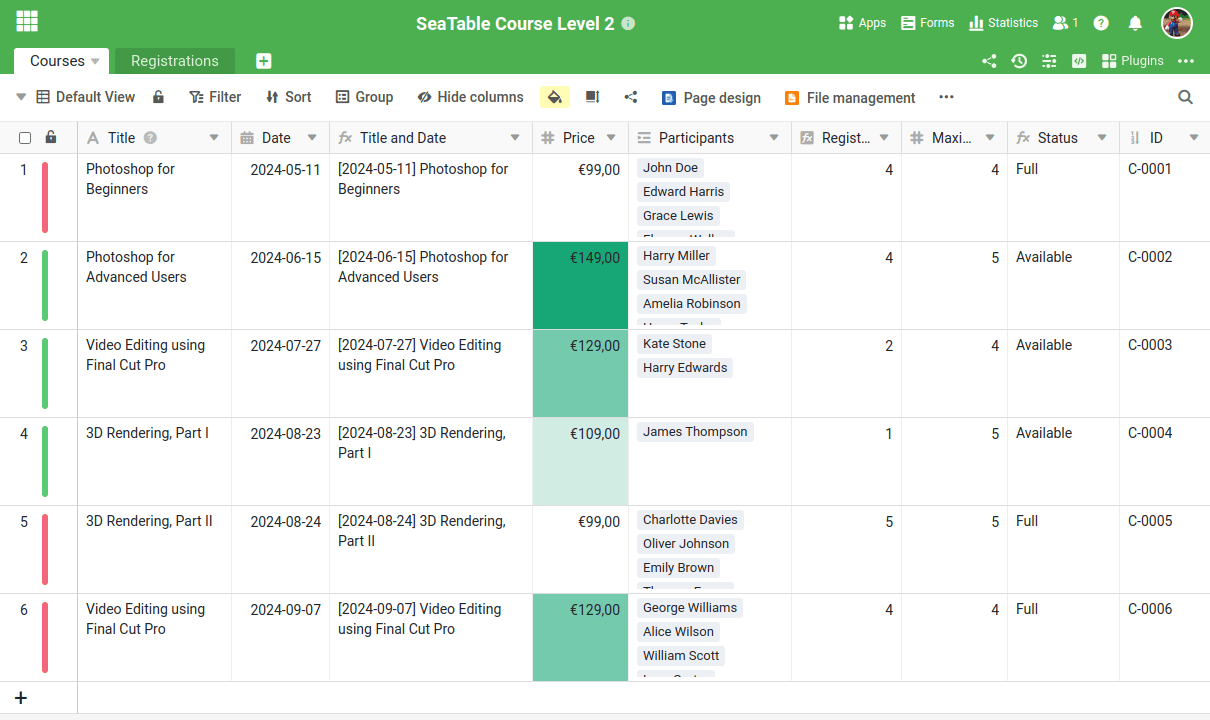 SeaTable Course Level 2
Apps Forms Statistics 1
Courses Registrations
Plugins
Default View Filter Sort Group Hide columns Page design File management
Title Date Title and Date Price Participants Regist... Maxi... Status ID
1 Photoshop for Beginners 2024-05-11 [2024-05-11] Photoshop for Beginners €99,00 John Doe 4 4 Full C-0001
Edward Harris
Grace Lewis
2 Photoshop for Advanced Users 2024-06-15 [2024-06-15] Photoshop for Advanced Users €149,00 Harry Miller 4 5 Available C-0002
Susan McAllister
Amelia Robinson
3 Video Editing using Final Cut Pro 2024-07-27 [2024-07-27] Video Editing using Final Cut Pro €129,00 Kate Stone 2 4 Available C-0003
Harry Edwards
4 3D Rendering, Part I 2024-08-23 [2024-08-23] 3D Rendering, Part I €109,00 James Thompson 1 5 Available C-0004
5 3D Rendering, Part II 2024-08-24 [2024-08-24] 3D Rendering, Part II €99,00 Charlotte Davies 5 5 Full C-0005
Oliver Johnson
Emily Brown
6 Video Editing using Final Cut Pro 2024-09-07 [2024-09-07] Video Editing using Final Cut Pro €129,00 George Williams 4 4 Full C-0006
Alice Wilson
William Scott